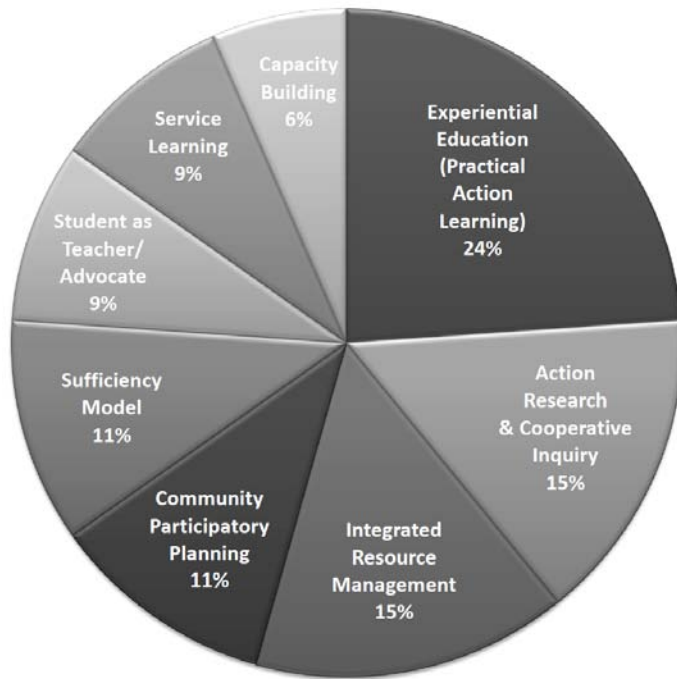 Capacity
Building
6%
Experiential
Education
(Practical
Action
Learning)
24%
Service
Learning
9%
Student as
Teacher/
Advocate
9%
Sufficiency
Model
11%
Action
Research
& Cooperative
Inquiry
15%
Community
Participatory
Planning
11%
Integrated
Resource
Management
15%